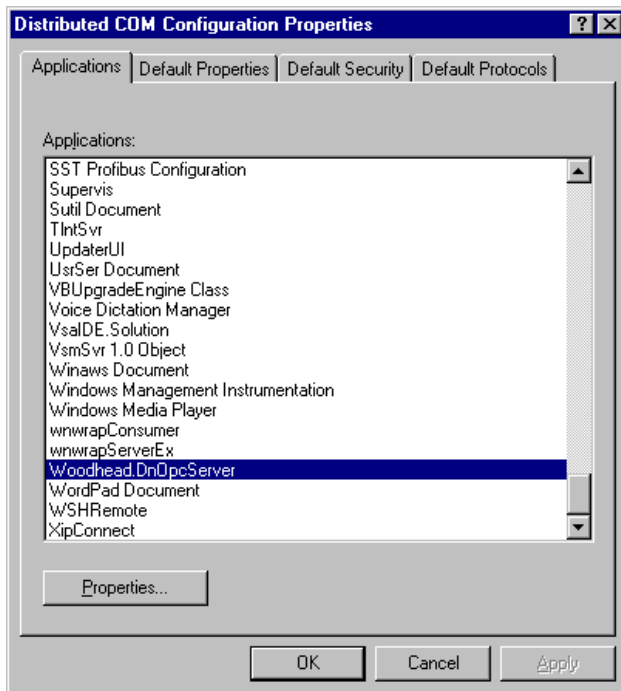 Distributed COM Configuration Properties
Applications Default Properties Default Security Default Protocols
Applications:
SST Profibus Configuration
Supervis
Sutil Document
TlntSvr
UpdaterUI
UsrSer Document
VBUpgradeEngine Class
Voice Dictation Manager
VsaIDE.Solution
VsmSvr 1.0 Object
Winaws Document
Windows Management Instrumentation
Windows Media Player
wnwrapConsumer
wnwrapServerEx
Woodhead.DnOpcServer
WordPad Document
WSHRemote
XipConnect
Properties...
OK Cancel Apply